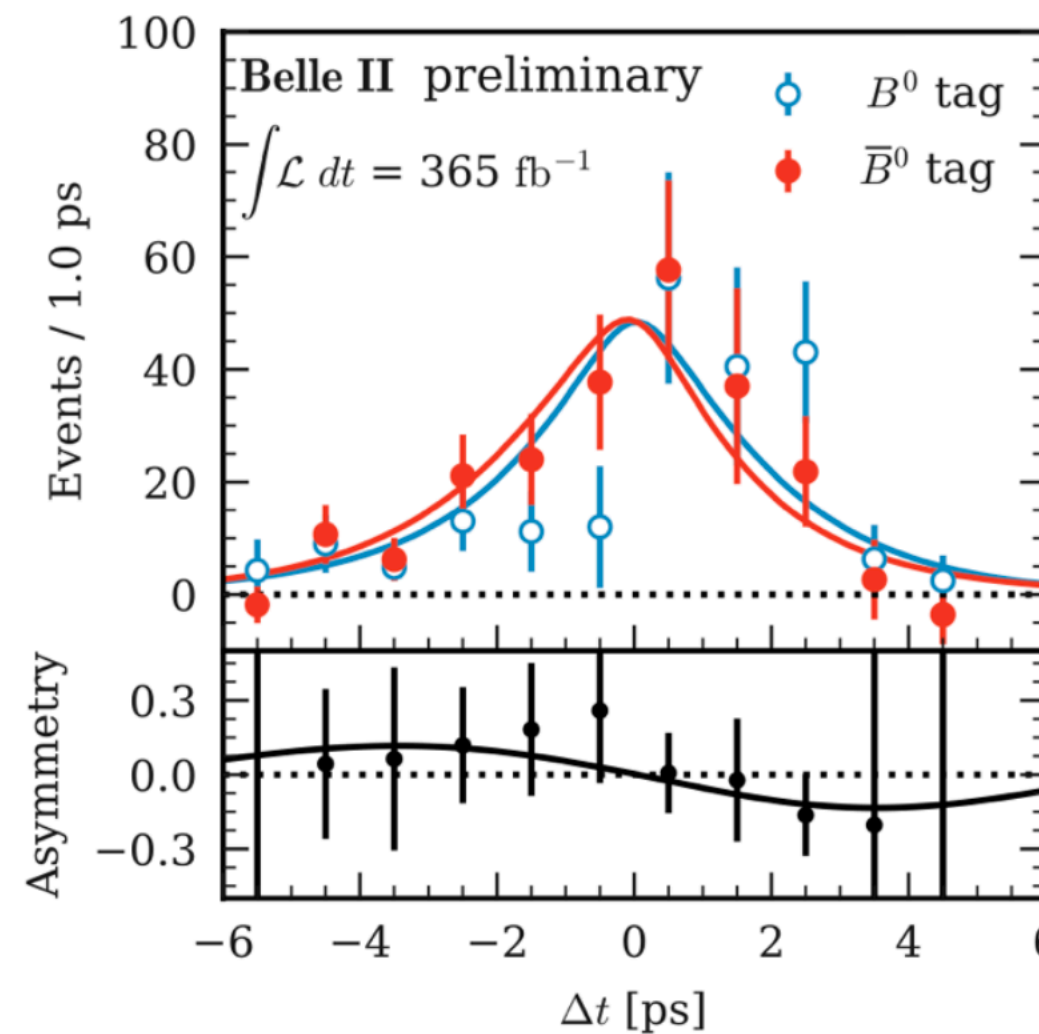 100
Belle II preliminary
∫ℒ dt = 365 fb⁻¹
B⁰ tag
B̅⁰ tag
80
60
40
20
0
Events / 1.0 ps
0.3
0.0
−0.3
Asymmetry
−6 −4 −2 0 2 4
Δt [ps]